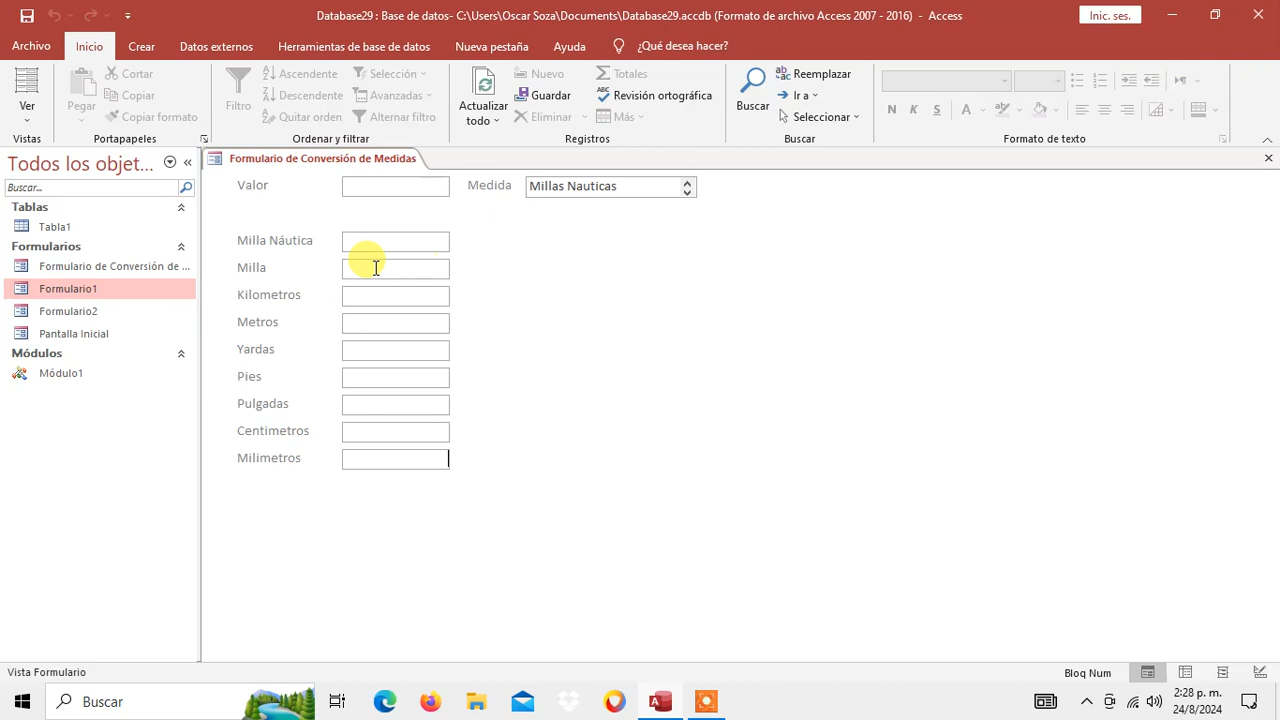 Database29 : Base de datos- C:\Users\Oscar Soza\Documents\Database29.accdb (Formato de archivo Access 2007 - 2016) – Access
Inic. ses.
Archivo Inicio Crear Datos externos Herramientas de base de datos Nueva pestaña Ayuda ¿Qué desea hacer?
Ver
Vistas
Pegar
Cortar
Copiar
Copiar formato
Portapapeles
Filtro
Ascendente
Descendente
Quitar orden
Selección
Avanzadas
Alternar filtro
Ordenar y filtrar
Actualizar
todo
Nuevo
Guardar
Eliminar
Totales
Revisión ortográfica
Más
Registros
Buscar
Reemplazar
Ir a
Seleccionar
Buscar
N K S A
Formato de texto
Todos los objet...
Buscar...
Tablas
Tabla1
Formularios
Formulario de Conversión de ...
Formulario1
Formulario2
Pantalla Inicial
Módulos
Módulo1
Formulario de Conversión de Medidas
Valor Medida Millas Nauticas
Milla Náutica
Milla
Kilometros
Metros
Yardas
Pies
Pulgadas
Centimetros
Milimetros
Vista Formulario
Bloq Num
Buscar
2:28 p. m.
24/8/2024